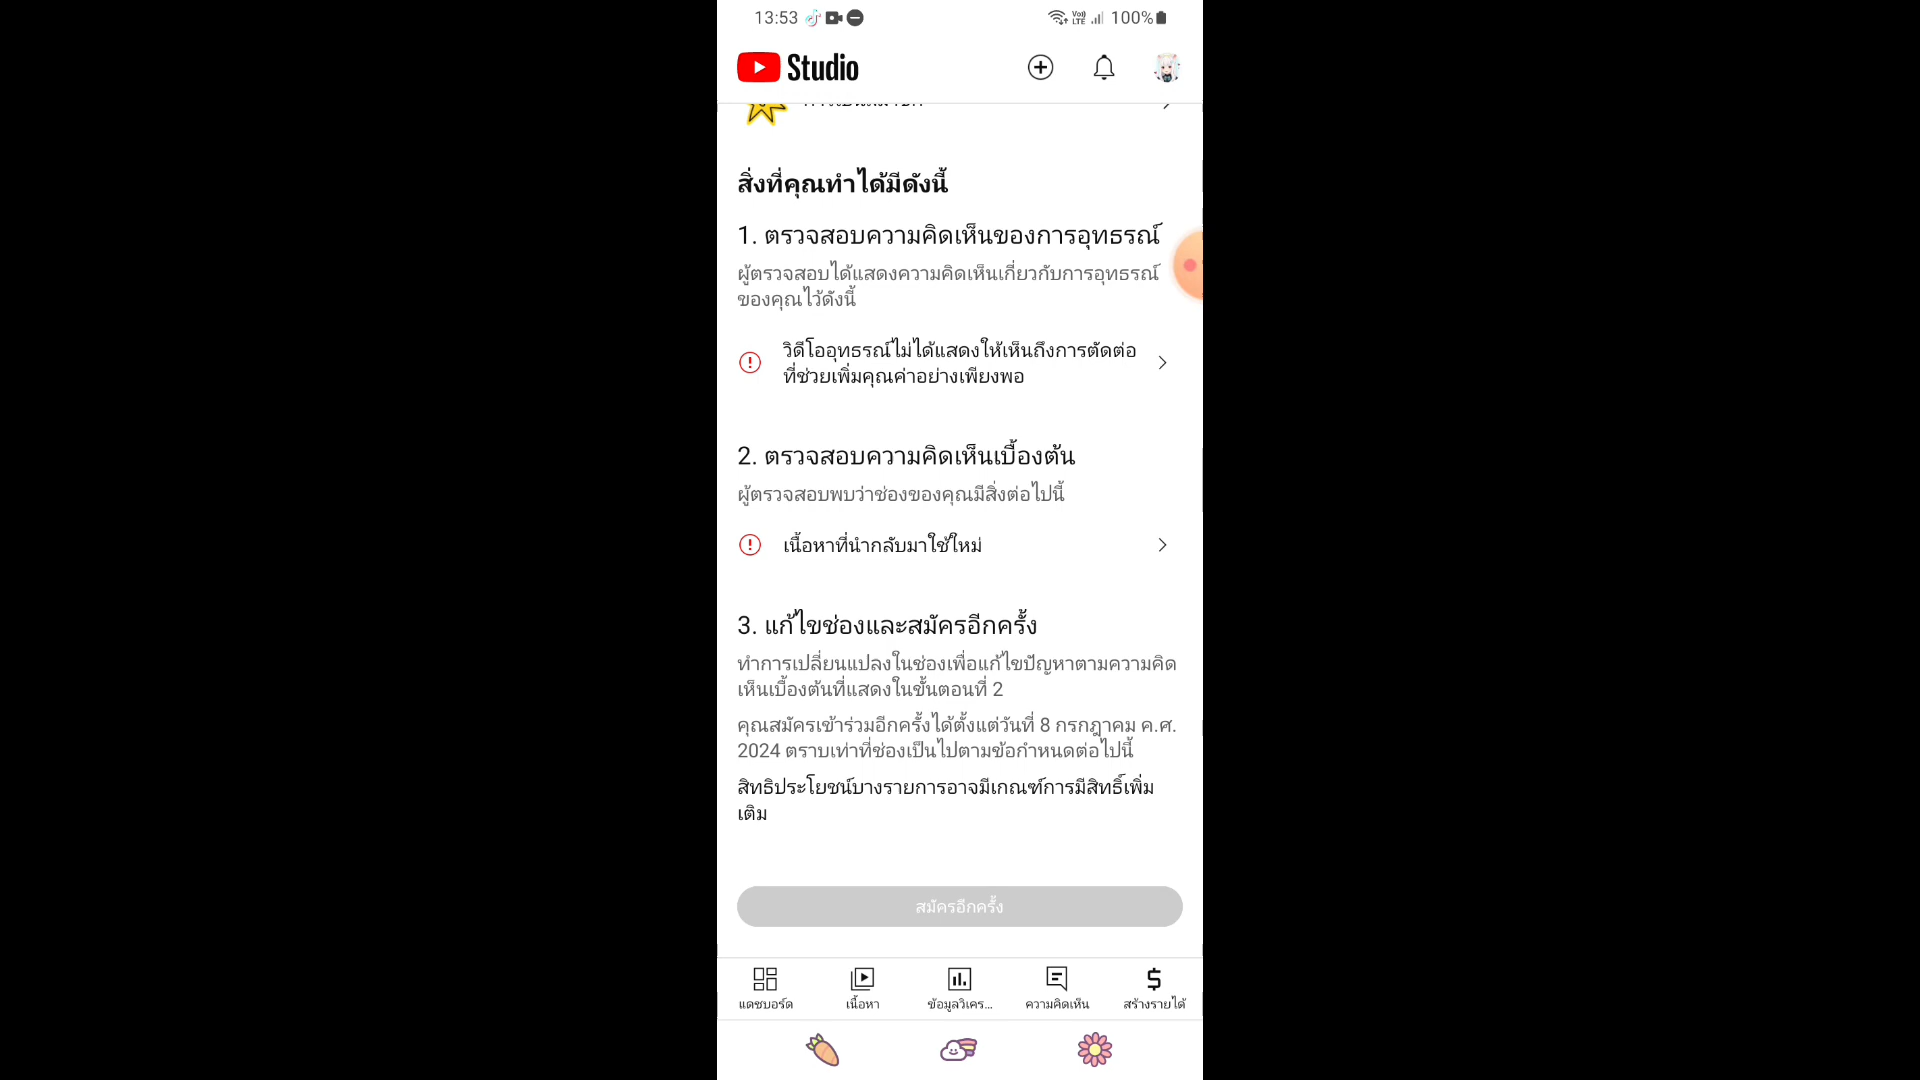 13:53
Vo))
LTE
100%
Studio
สิ่งที่คุณทำได้มีดังนี้
1. ตรวจสอบความคิดเห็นของการอุทธรณ์
ผู้ตรวจสอบได้แสดงความคิดเห็นเกี่ยวกับการอุทธรณ์
ของคุณไว้ดังนี้
วิดีโออุทธรณ์ไม่ได้แสดงให้เห็นถึงการตัดต่อ
ที่ช่วยเพิ่มคุณค่าอย่างเพียงพอ
2. ตรวจสอบความคิดเห็นเบื้องต้น
ผู้ตรวจสอบพบว่าช่องของคุณมีสิ่งต่อไปนี้
เนื้อหาที่นำกลับมาใช้ใหม่
3. แก้ไขช่องและสมัครอีกครั้ง
ทำการเปลี่ยนแปลงในช่องเพื่อแก้ไขปัญหาตามความคิด
เห็นเบื้องต้นที่แสดงในขั้นตอนที่ 2
คุณสมัครเข้าร่วมอีกครั้งได้ตั้งแต่วันที่ 8 กรกฎาคม ค.ศ.
2024 ตราบเท่าที่ช่องเป็นไปตามข้อกำหนดต่อไปนี้
สิทธิประโยชน์บางรายการอาจมีเกณฑ์การมีสิทธิ์เพิ่ม
เติม
สมัครอีกครั้ง
แดชบอร์ด
เนื้อหา
ข้อมูลวิเคร...
ความคิดเห็น
สร้างรายได้